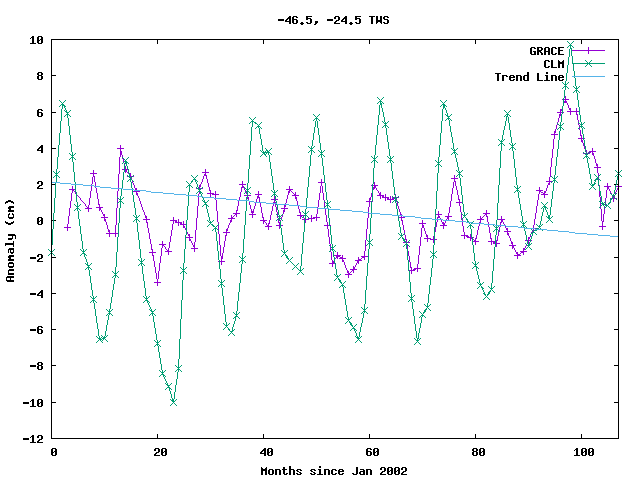 -46.5, -24.5 TWS
GRACE
CLM
Trend Line
10
8
6
4
2
0
-2
-4
-6
-8
-10
-12
Anomaly (cm)
0 20 40 60 80 100
Months since Jan 2002